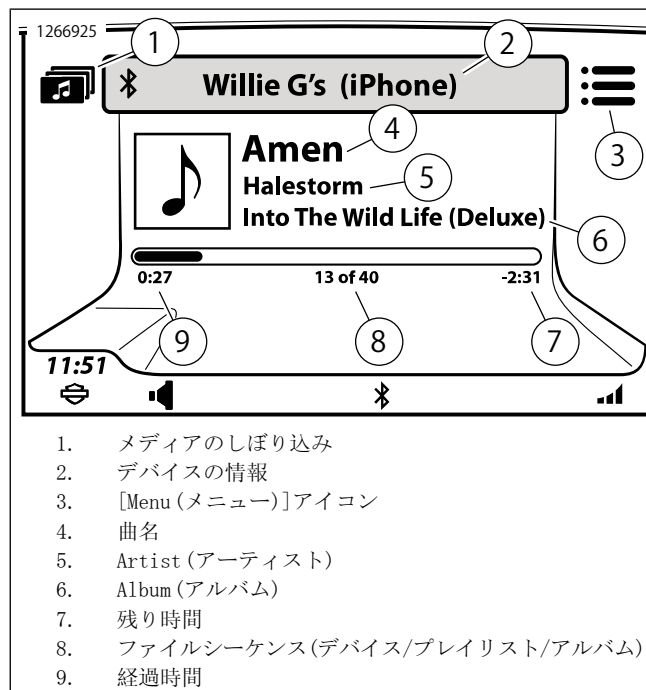 1266925
1
2
Willie G's (iPhone)
3
Amen
4
Halestorm
5
Into The Wild Life (Deluxe)
6
0:27
13 of 40
-2:31
9
8
7
11:51
1. メディアのしぼり込み
2. デバイスの情報
3. [Menu(メニュー)]アイコン
4. 曲名
5. Artist(アーティスト)
6. Album(アルバム)
7. 残り時間
8. ファイルシーケンス(デバイス/プレイリスト/アルバム)
9. 経過時間